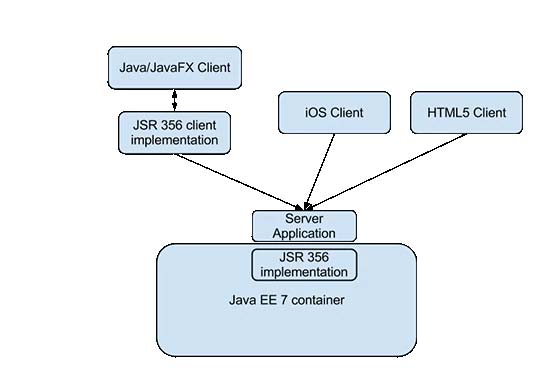 Java/JavaFX Client
JSR 356 client
implementation
iOS Client
HTML5 Client
Server
Application
JSR 356
implementation
Java EE 7 container